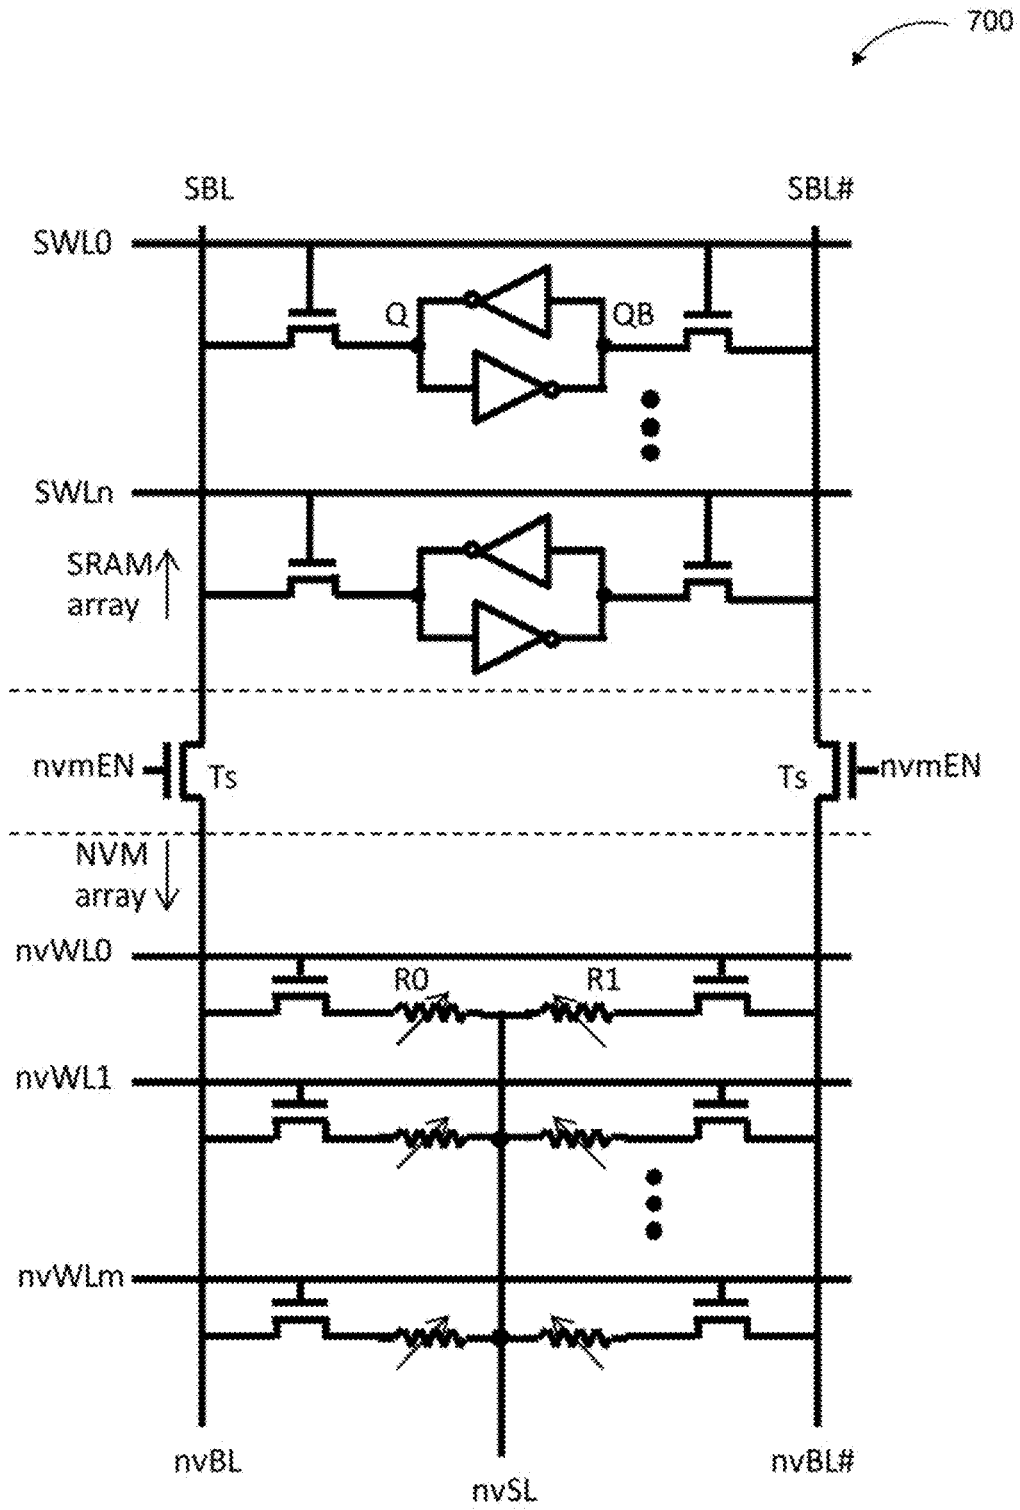 700
SBL SBL#
SWL0
Q QB
SWLn
SRAM
array
nvmEN Ts Ts nvmEN
NVM
array
nvWL0
R0 R1
nvWL1
nvWLm
nvBL nvBL#
nvSL